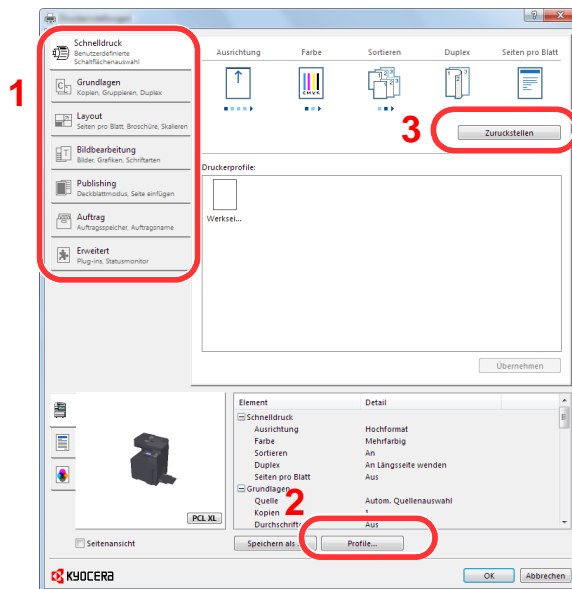 1
Schnelldruck
Benutzerdefinierte
Schaltflächenauswahl
Grundlagen
Kopien, Gruppieren, Duplex
Layout
Seiten pro Blatt, Broschüre, Skalieren
Bildbearbeitung
Bilder, Grafiken, Schriftarten
Publishing
Deckblattmodus, Seite einfügen
Auftrag
Auftragsspeicher, Auftragsname
Erweitert
Plug-ins, Statusmonitor
Ausrichtung Farbe Sortieren Duplex Seiten pro Blatt
CMYK
3
Zurückstellen
Druckerprofile:
Werksei...
Übernehmen
Element Detail
Schnelldruck
Ausrichtung Hochformat
Farbe Mehrfarbig
Sortieren An
Duplex An Längsseite wenden
Seiten pro Blatt Aus
Grundlagen
Quelle Autom. Quellenauswahl
Kopien 1
Durchschrift Aus
2
PCL XL
Seitenansicht
Speichern als
Profile...
KYOCERA
OK Abbrechen